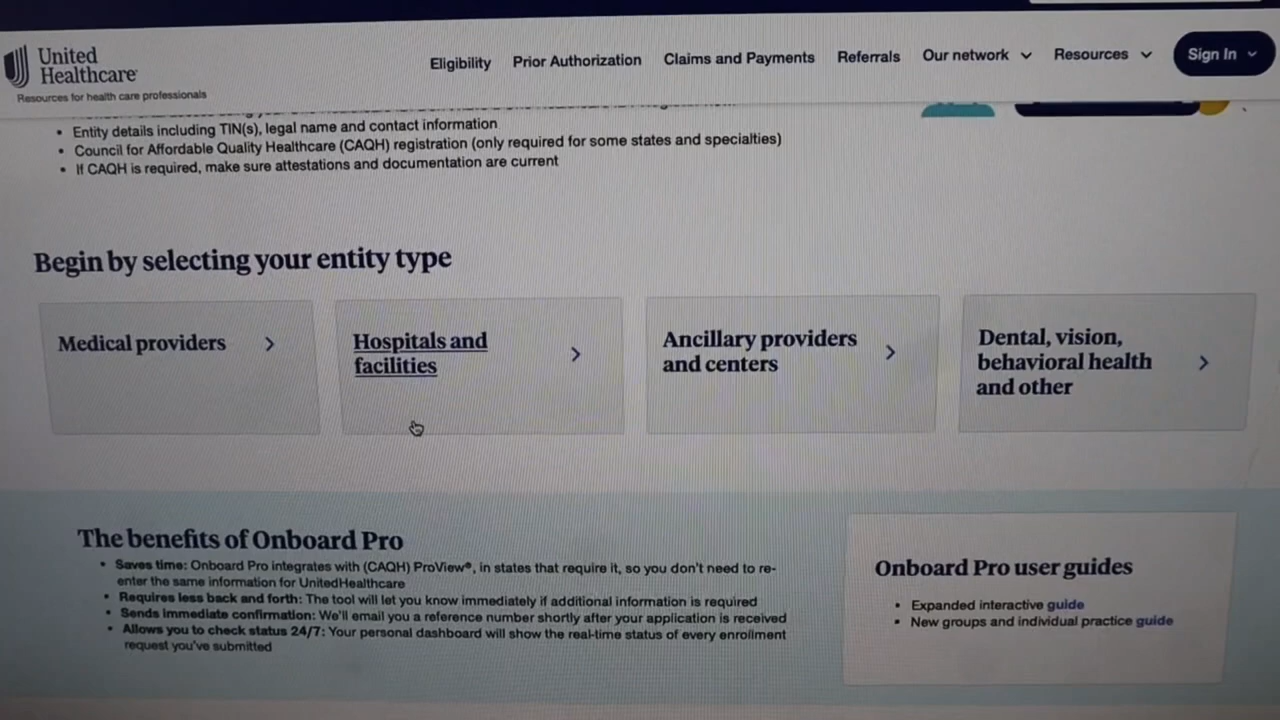 United
Healthcare
Resources for health care professionals
Eligibility
Prior Authorization
Claims and Payments
Referrals
Our network
Resources
Sign In
• Entity details including TIN(s), legal name and contact information
• Council for Affordable Quality Healthcare (CAQH) registration (only required for some states and specialties)
• If CAQH is required, make sure attestations and documentation are current
Begin by selecting your entity type
Medical providers
Hospitals and
facilities
Ancillary providers
and centers
Dental, vision,
behavioral health
and other
The benefits of Onboard Pro
• Saves time: Onboard Pro integrates with (CAQH) ProView®, in states that require it, so you don't need to re-
enter the same information for UnitedHealthcare
• Requires less back and forth: The tool will let you know immediately if additional information is required
• Sends immediate confirmation: We'll email you a reference number shortly after your application is received
• Allows you to check status 24/7: Your personal dashboard will show the real-time status of every enrollment
request you've submitted
Onboard Pro user guides
• Expanded interactive guide
• New groups and individual practice guide